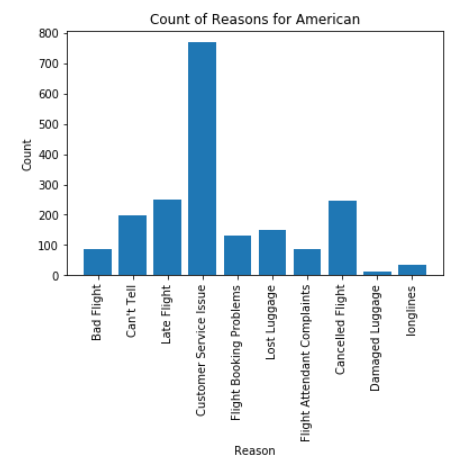 Count of Reasons for American
800
700
600
500
400
300
200
100
0
Count
Bad Flight
Can't Tell
Late Flight
Customer Service Issue
Flight Booking Problems
Lost Luggage
Flight Attendant Complaints
Cancelled Flight
Damaged Luggage
longlines
Reason